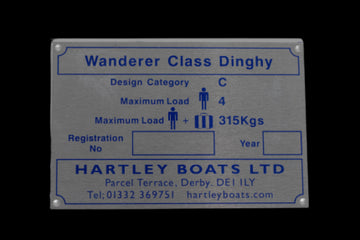 Wanderer Class Dinghy
Design Category C
Maximum Load 4
Maximum Load + 315Kgs
Registration No Year
HARTLEY BOATS LTD
Parcel Terrace, Derby. DE1 1LY
Tel; 01332 369751 hartleyboats.com